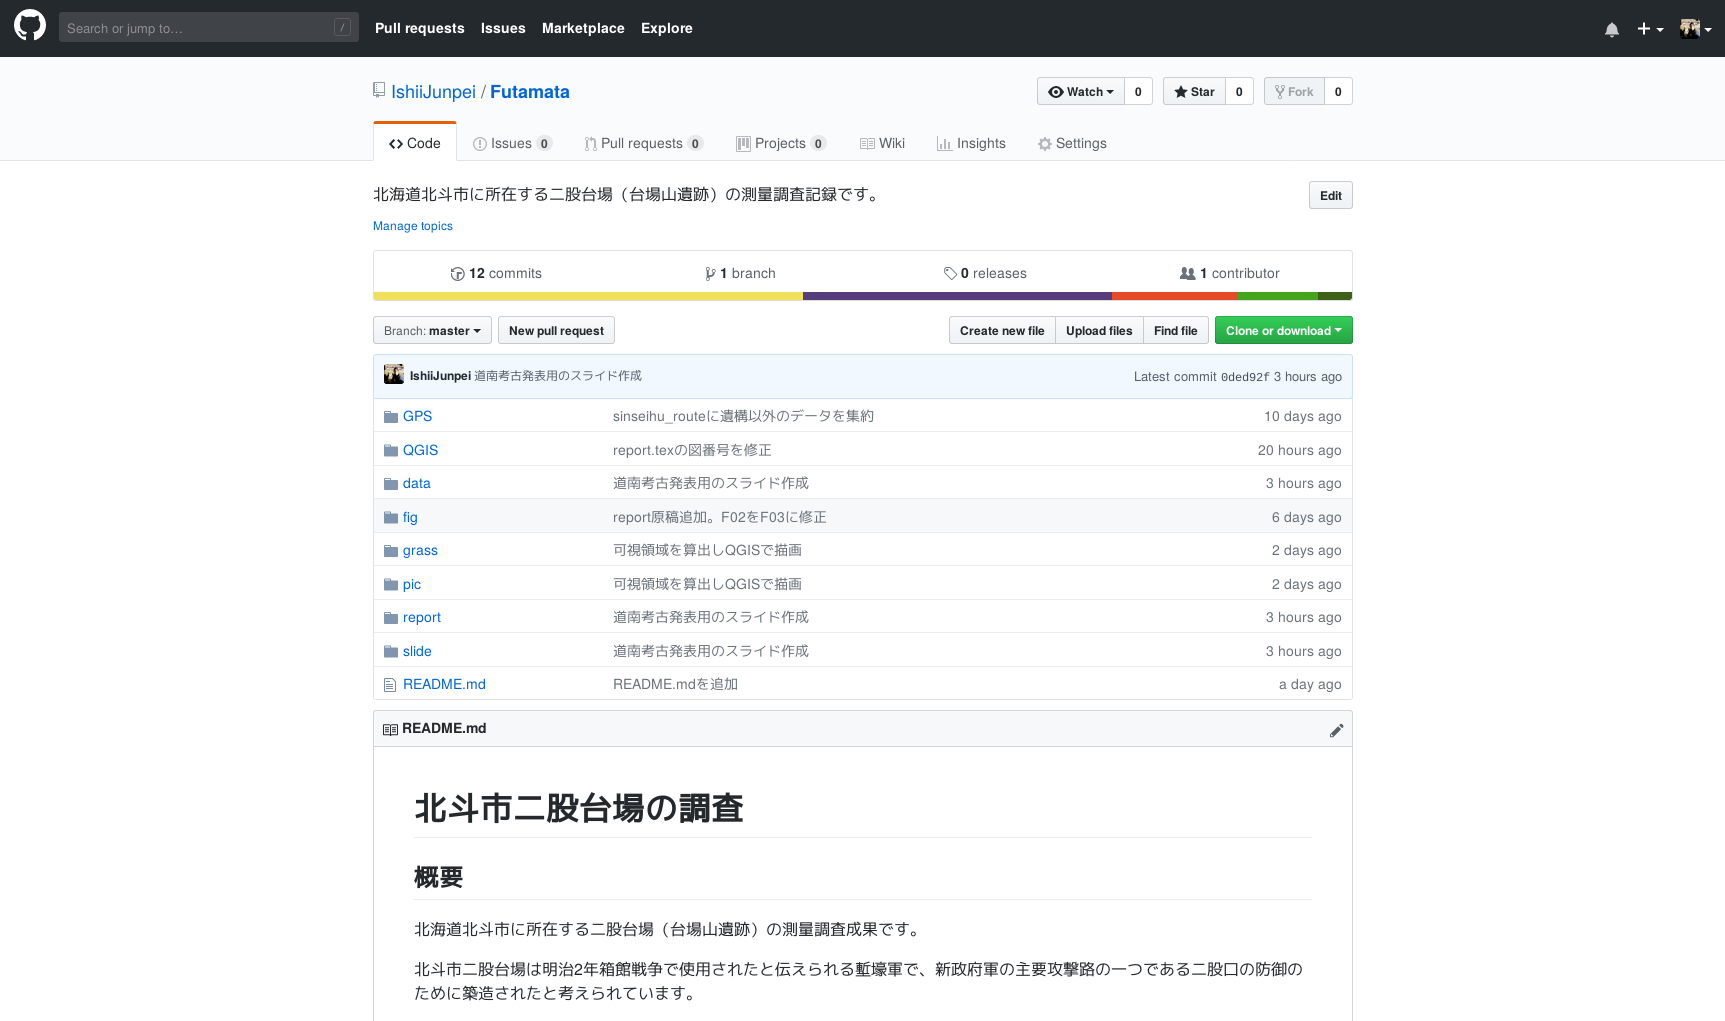 Search or jump to… /
Pull requests Issues Marketplace Explore
IshiiJunpei / Futamata
Watch 0 Star 0 Fork 0
Code Issues 0 Pull requests 0 Projects 0 Wiki Insights Settings
北海道北斗市に所在する二股台場（台場山遺跡）の測量調査記録です。
Edit
Manage topics
12 commits 1 branch 0 releases 1 contributor
Branch: master New pull request Create new file Upload files Find file Clone or download
IshiiJunpei 道南考古発表用のスライド作成 Latest commit 0ded92f 3 hours ago
GPS sinseihu_routeに遺構以外のデータを集約 10 days ago
QGIS report.texの図番号を修正 20 hours ago
data 道南考古発表用のスライド作成 3 hours ago
fig report原稿追加。F02をF03に修正 6 days ago
grass 可視領域を算出しQGISで描画 2 days ago
pic 可視領域を算出しQGISで描画 2 days ago
report 道南考古発表用のスライド作成 3 hours ago
slide 道南考古発表用のスライド作成 3 hours ago
README.md README.mdを追加 a day ago
README.md
北斗市二股台場の調査
概要
北海道北斗市に所在する二股台場（台場山遺跡）の測量調査成果です。
北斗市二股台場は明治2年箱館戦争で使用されたと伝えられる塹壕軍で、新政府軍の主要攻撃路の一つである二股口の防御の
ために築造されたと考えられています。